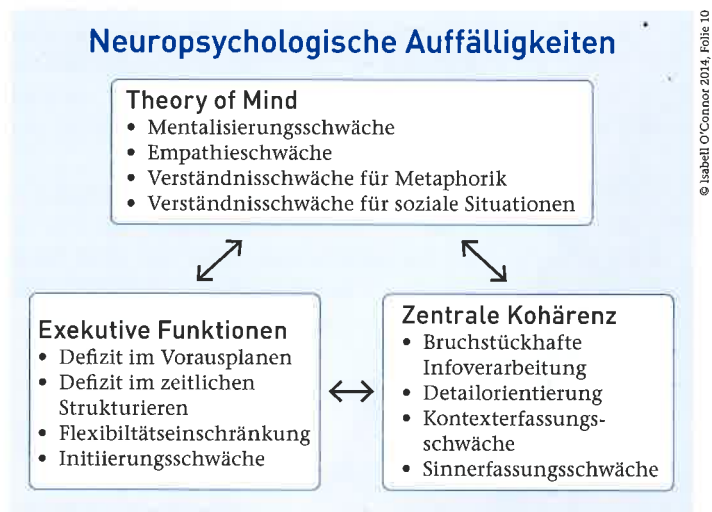 Neuropsychologische Auffälligkeiten
Theory of Mind
• Mentalisierungsschwäche
• Empathieschwäche
• Verständnisschwäche für Metaphorik
• Verständnisschwäche für soziale Situationen
Exekutive Funktionen
• Defizit im Vorausplanen
• Defizit im zeitlichen
Strukturieren
• Flexibiltätseinschränkung
• Initiierungsschwäche
Zentrale Kohärenz
• Bruchstückhafte
Infoverarbeitung
• Detailorientierung
• Kontexterfassungs-
schwäche
• Sinnerfassungsschwäche
© Isabell O'Connor 2014, Folie 10